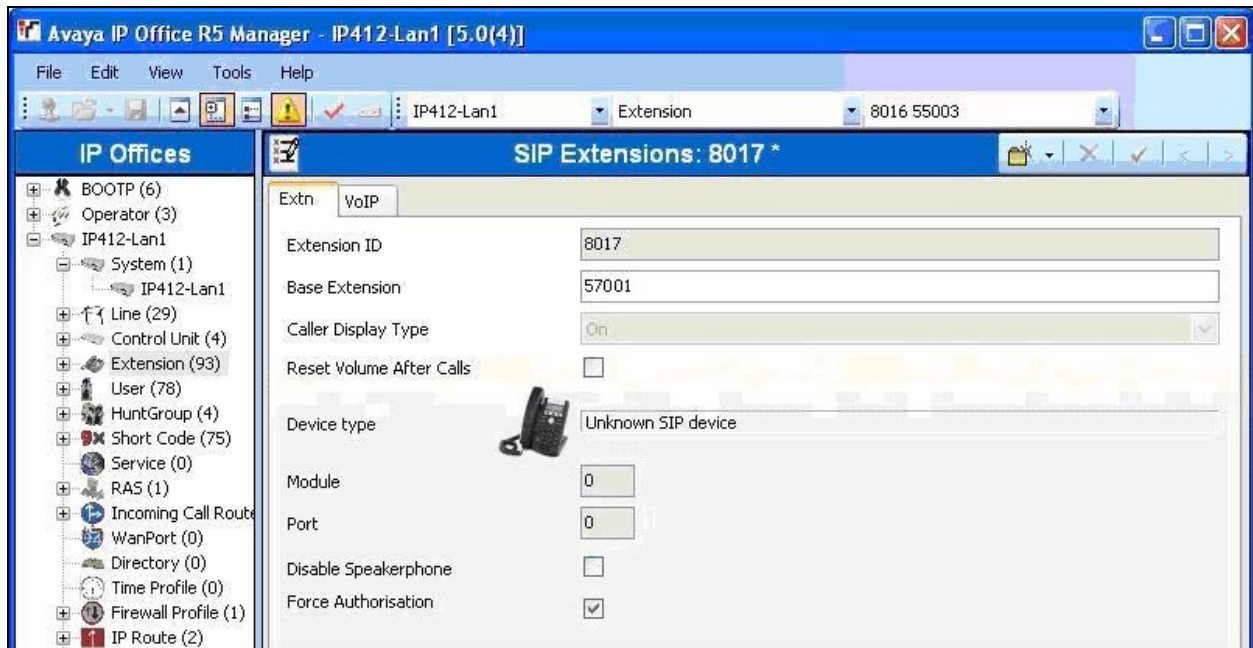 Avaya IP Office R5 Manager - IP412-Lan1 [5.0(4)]
File Edit View Tools Help
IP412-Lan1 Extension 8016 55003
IP Offices
BOOTP (6)
Operator (3)
IP412-Lan1
System (1)
IP412-Lan1
Line (29)
Control Unit (4)
Extension (93)
User (78)
HuntGroup (4)
Short Code (75)
Service (0)
RAS (1)
Incoming Call Route
WanPort (0)
Directory (0)
Time Profile (0)
Firewall Profile (1)
IP Route (2)
SIP Extensions: 8017 *
Extn VoIP
Extension ID 8017
Base Extension 57001
Caller Display Type On
Reset Volume After Calls
Device type Unknown SIP device
Module 0
Port 0
Disable Speakerphone
Force Authorisation